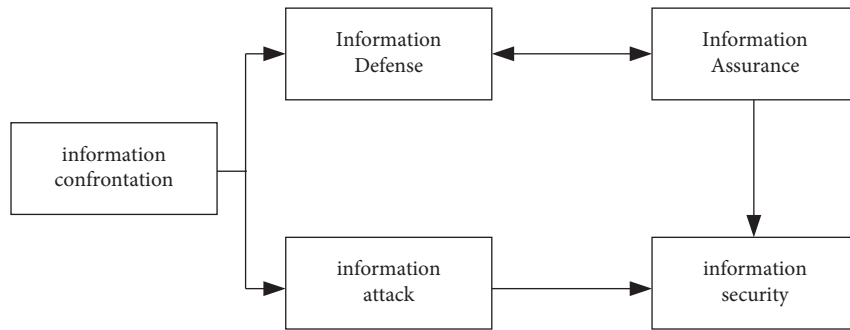 Information
Defense
Information
Assurance
information
confrontation
information
attack
information
security